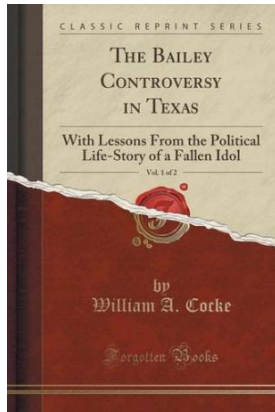 CLASSIC REPRINT SERIES
THE BAILEY
CONTROVERSY
IN TEXAS
With Lessons From the Political
Life-Story of a Fallen Idol
Vol. 1 of 2
by
William A. Cocke
Forgotten Books